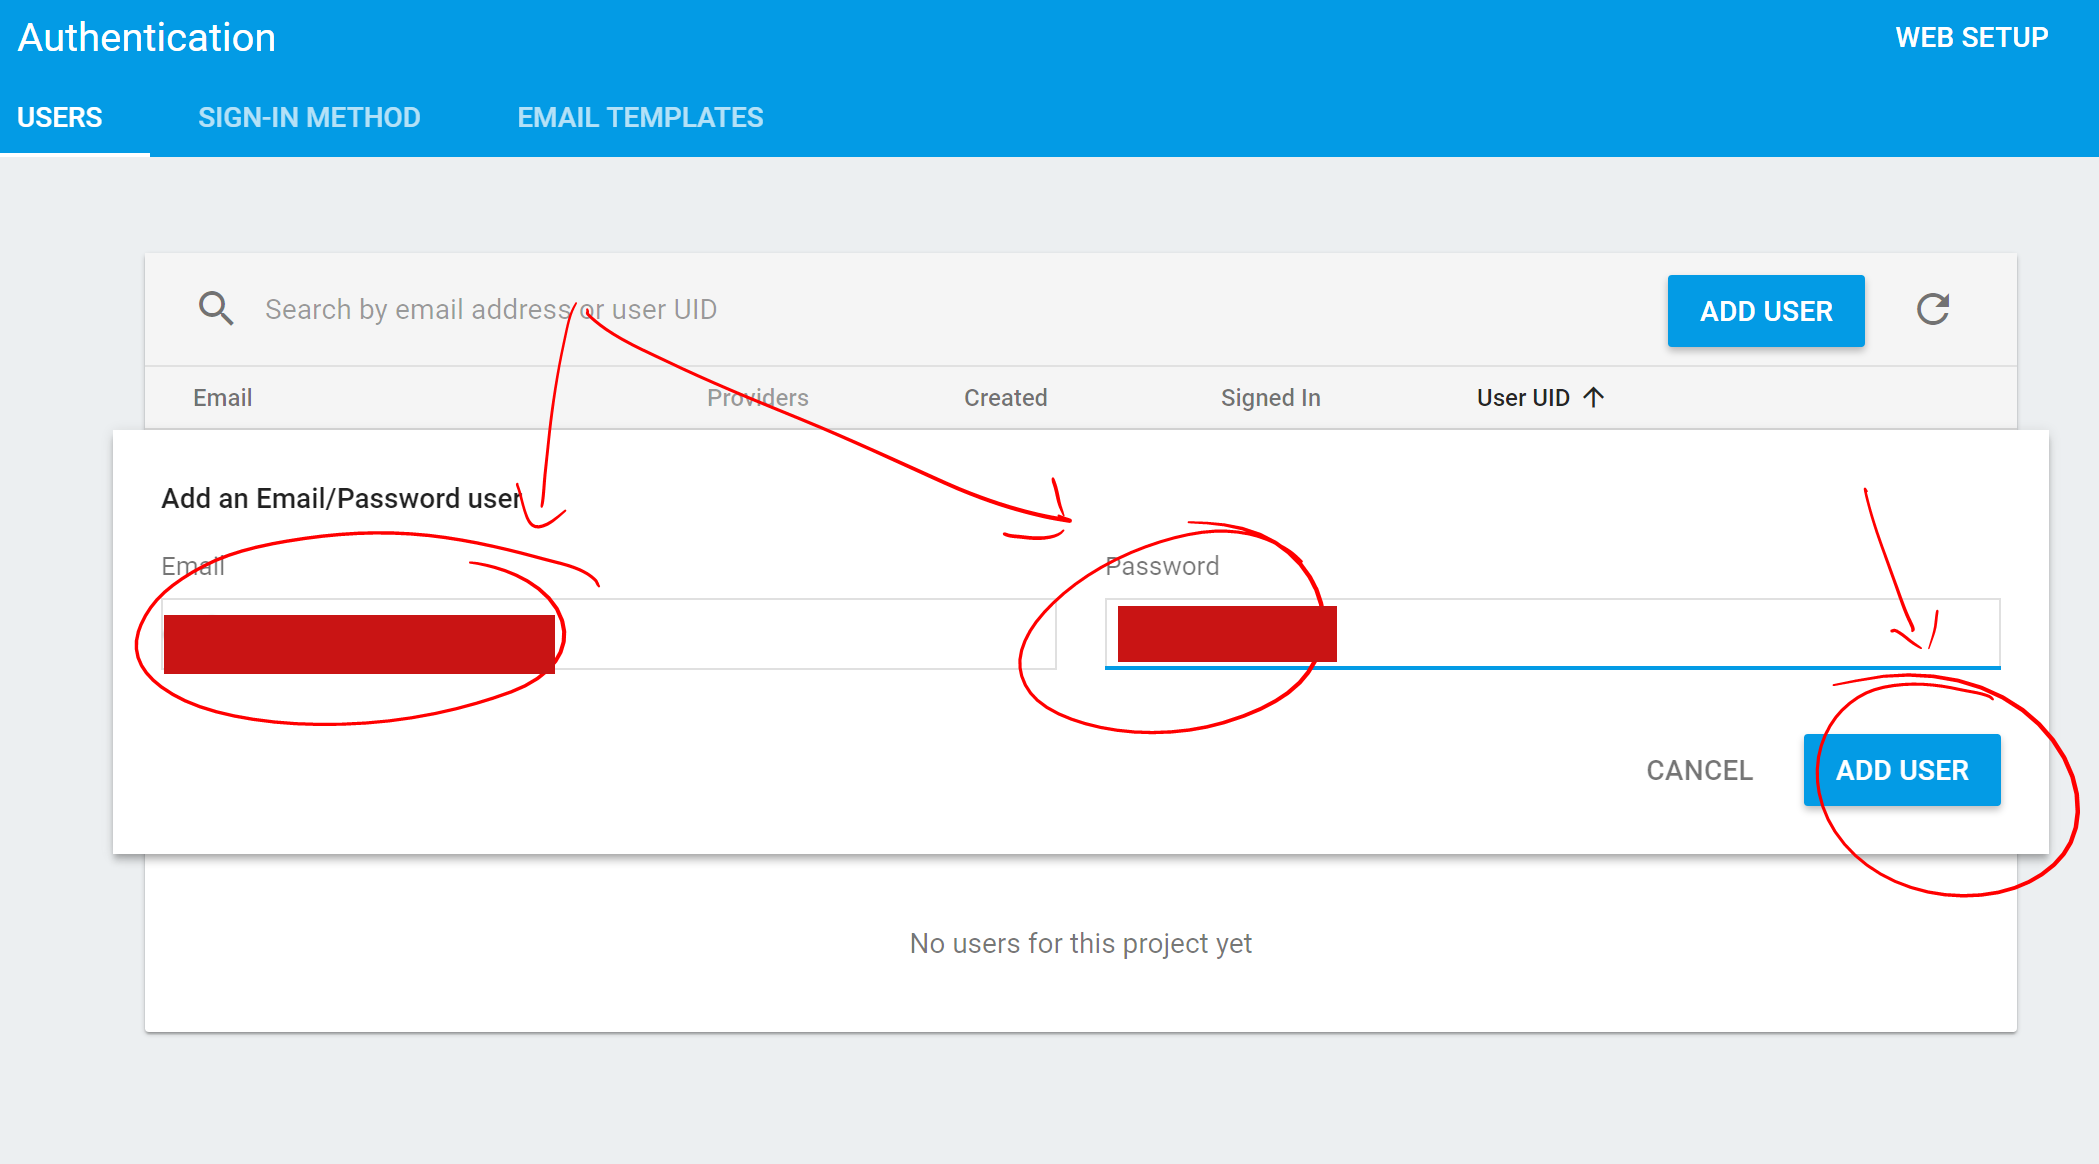 Authentication
WEB SETUP
USERS SIGN-IN METHOD EMAIL TEMPLATES
Search by email address or user UID
ADD USER
Email Providers Created Signed In User UID
Add an Email/Password user
Email Password
CANCEL ADD USER
No users for this project yet